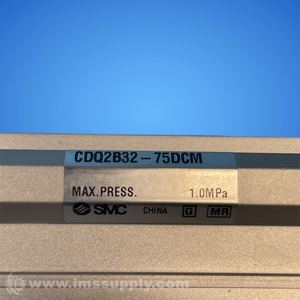 CDQ2B32-75DCM
MAX.PRESS. 1.0MPa
SMC CHINA G MR
© www.imssupply.com